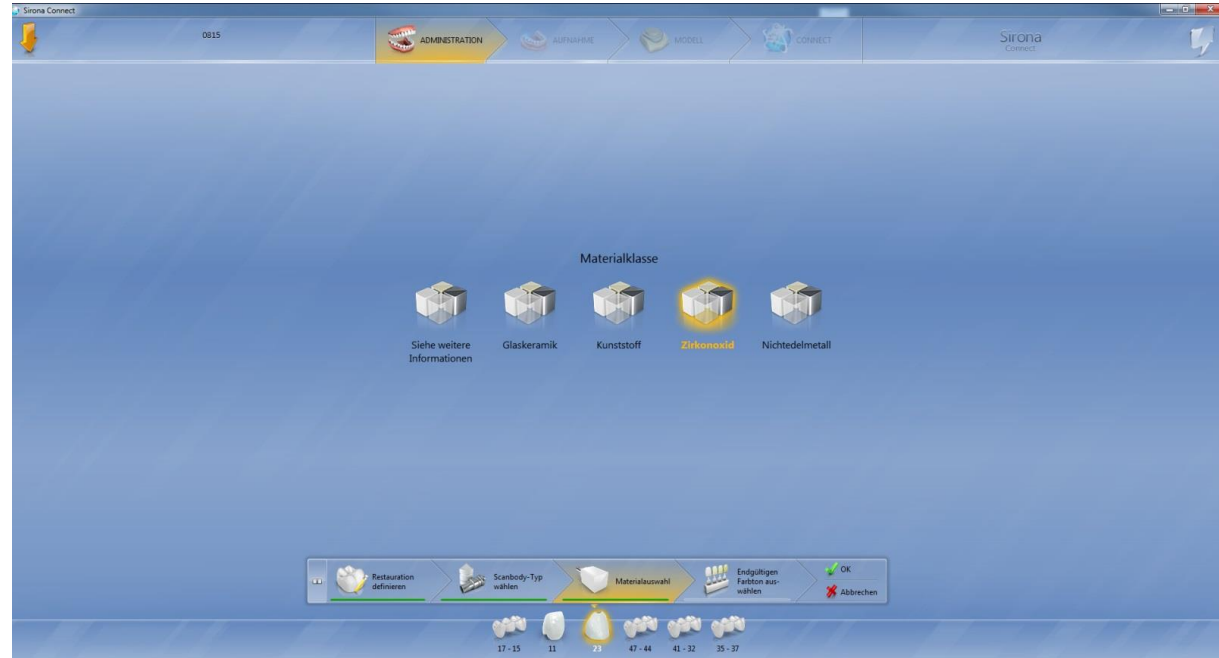 Sirona Connect
0815
ADMINISTRATION
AUFNAHME
MODELL
CONNECT
Sirona
Connect
Materialklasse
Siehe weitere
Informationen
Glaskeramik
Kunststoff
Zirkonoxid
Nichtedelmetall
Restauration
definieren
Scanbody-Typ
wählen
Materialauswahl
Endgültigen
Farbton aus-
wählen
OK
Abbrechen
17 - 15
11
23
47 - 44
41 - 32
35 - 37